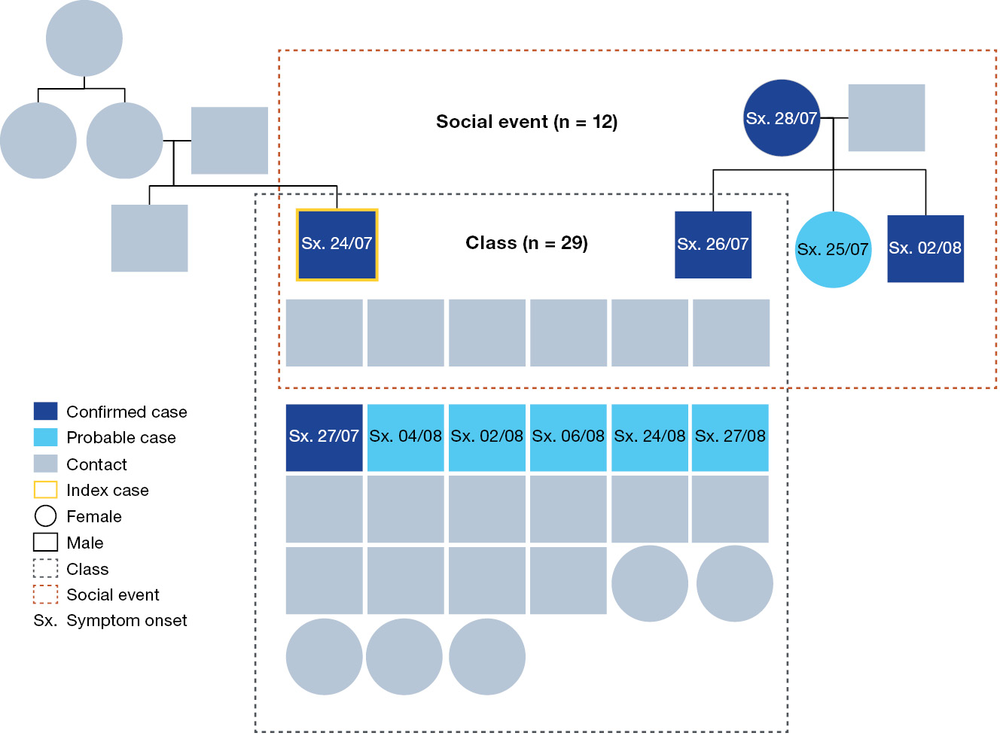 Social event (n = 12)
Sx. 28/07
Sx. 24/07
Class (n = 29)
Sx. 26/07
Sx. 25/07
Sx. 02/08
Sx. 27/07
Sx. 04/08
Sx. 02/08
Sx. 06/08
Sx. 24/08
Sx. 27/08
Confirmed case
Probable case
Contact
Index case
Female
Male
Class
Social event
Sx. Symptom onset